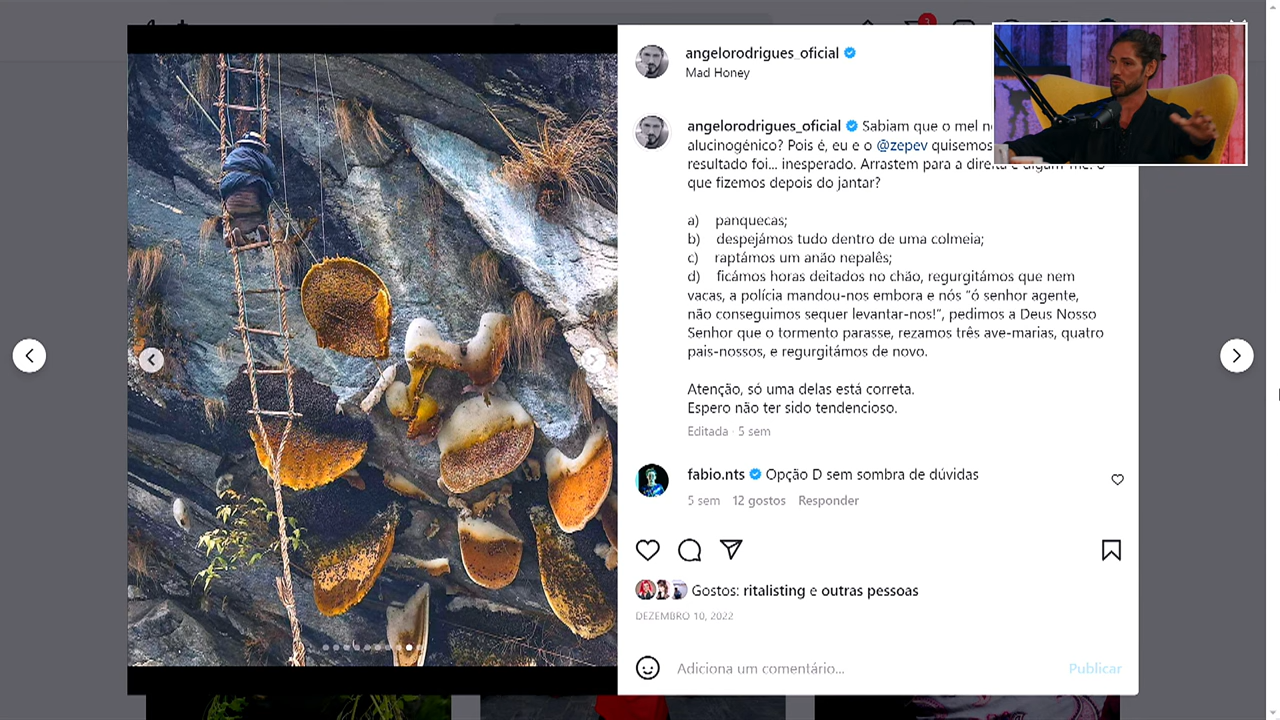 3
angelorodrigues_oficial
Mad Honey
angelorodrigues_oficial Sabiam que o mel
alucinogénico? Pois é, eu e o @zepev quisemos
resultado foi... inesperado. Arrastem para a direita e digam-me: o
que fizemos depois do jantar?
a) panquecas;
b) despejámos tudo dentro de uma colmeia;
c) raptámos um anão nepalês;
d) ficámos horas deitados no chão, regurgitámos que nem
vacas, a polícia mandou-nos embora e nós “ó senhor agente,
não conseguimos sequer levantar-nos!”, pedimos a Deus Nosso
Senhor que o tormento parasse, rezamos três ave-marias, quatro
pais-nossos, e regurgitámos de novo.
Atenção, só uma delas está correta.
Espero não ter sido tendencioso.
Editada · 5 sem
fabio.nts Opção D sem sombra de dúvidas
5 sem 12 gostos Responder
Gostos: ritalisting e outras pessoas
DEZEMBRO 10, 2022
Adiciona um comentário... Publicar